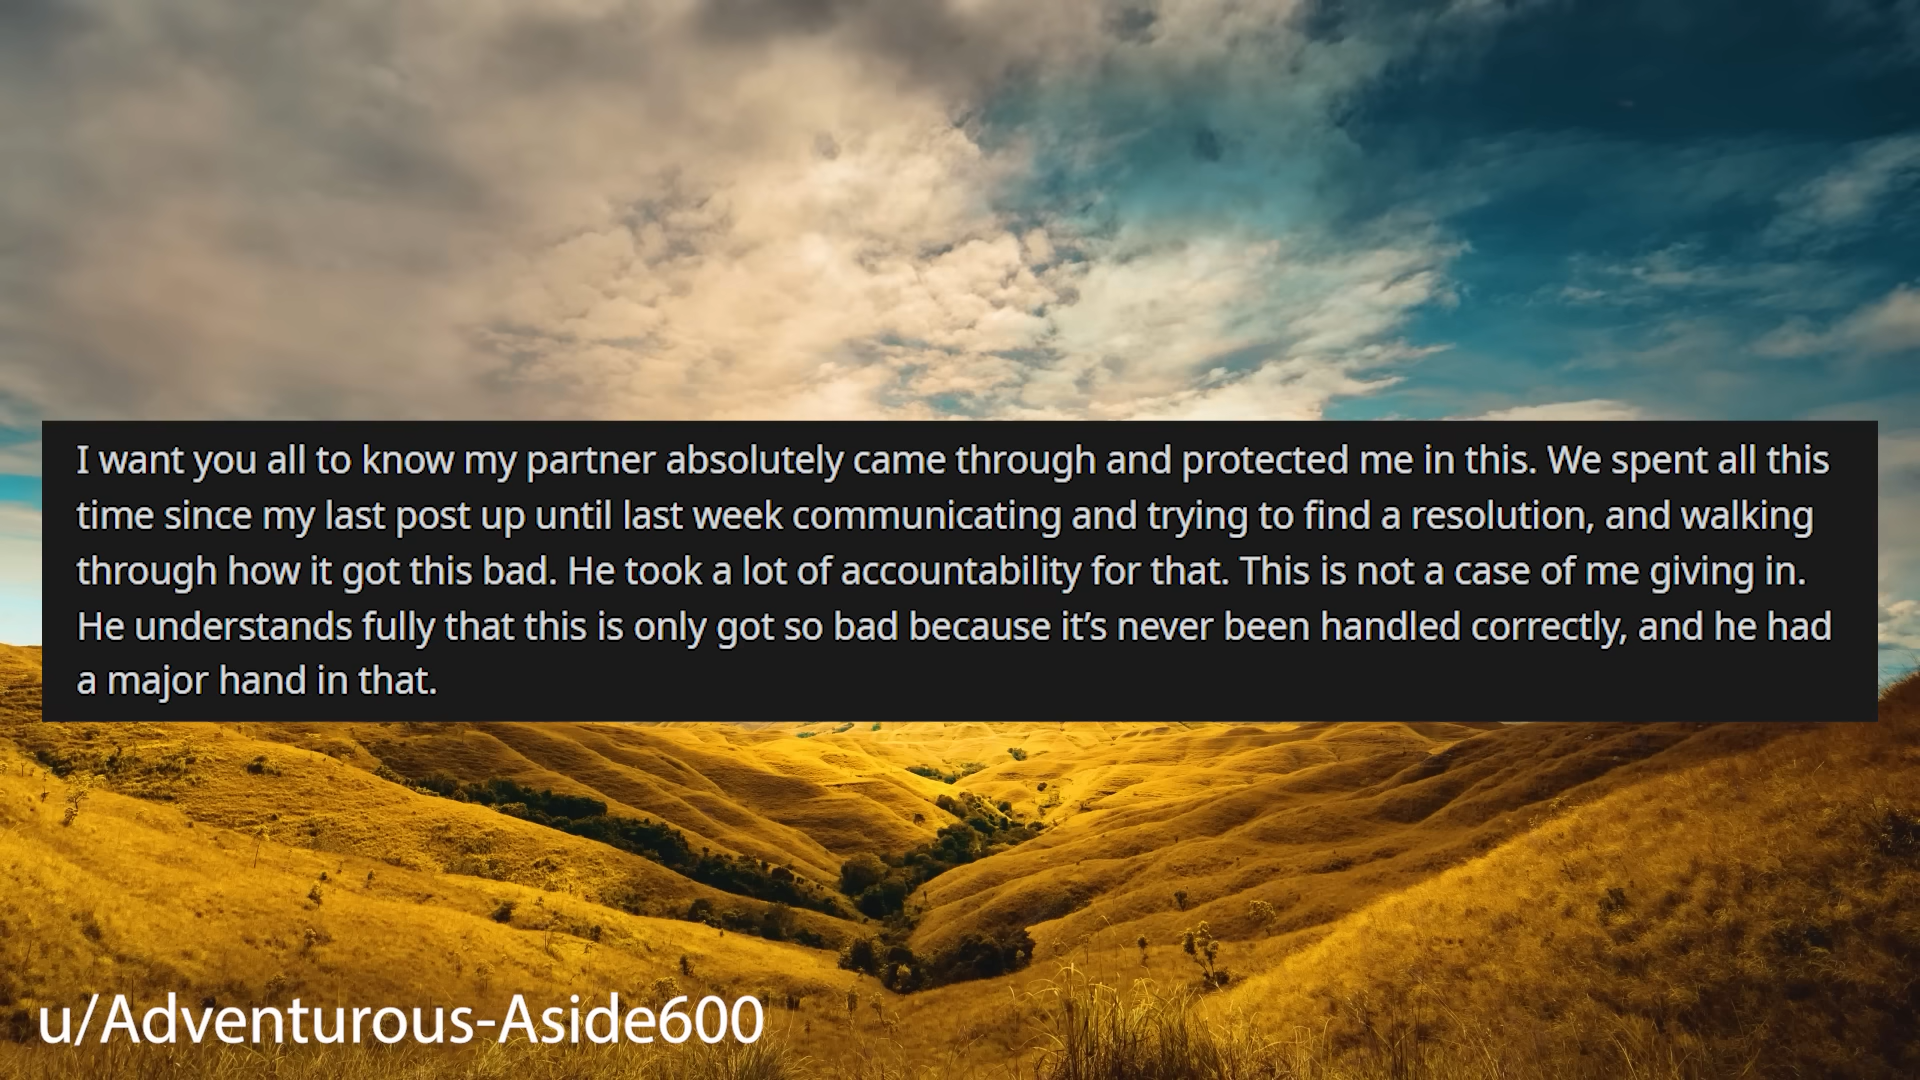 I want you all to know my partner absolutely came through and protected me in this. We spent all this
time since my last post up until last week communicating and trying to find a resolution, and walking
through how it got this bad. He took a lot of accountability for that. This is not a case of me giving in.
He understands fully that this is only got so bad because it’s never been handled correctly, and he had
a major hand in that.
u/Adventurous-Aside600